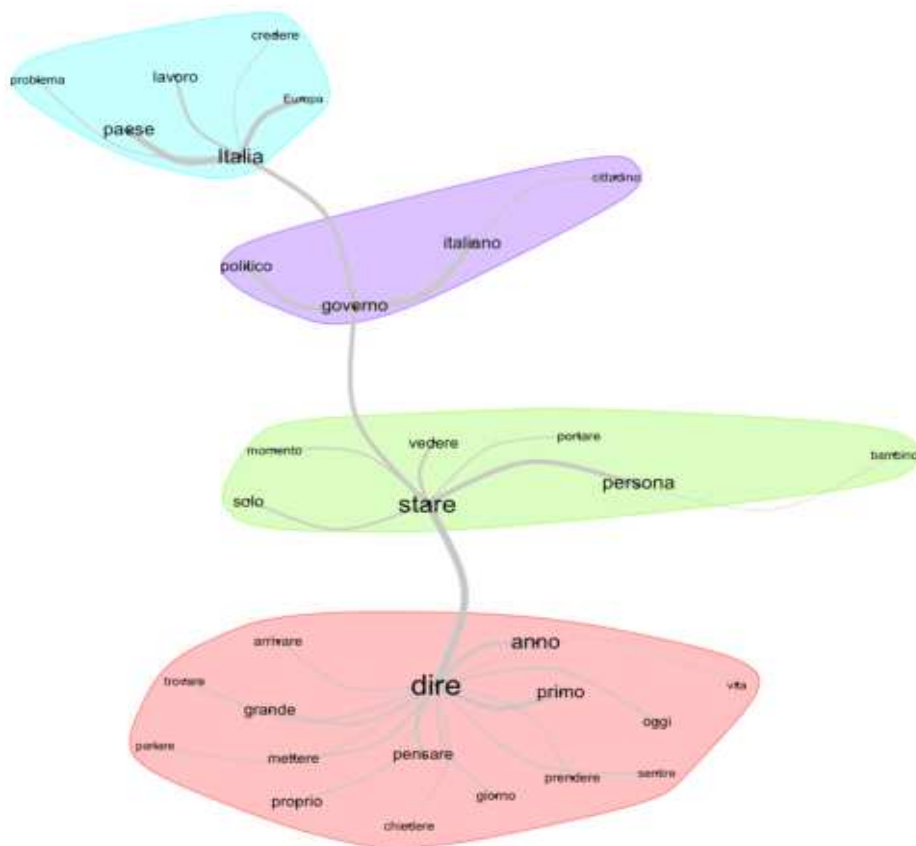 credere
problema
lavoro
Europa
paese
Italia
cittadino
italiano
politico
governo
vedere
portare
momento
bambino
persona
solo
stare
arrivare
anno
trovare
vita
dire
primo
grande
oggi
parlare
pensare
mettere
sentire
prendere
giorno
proprio
chiedere